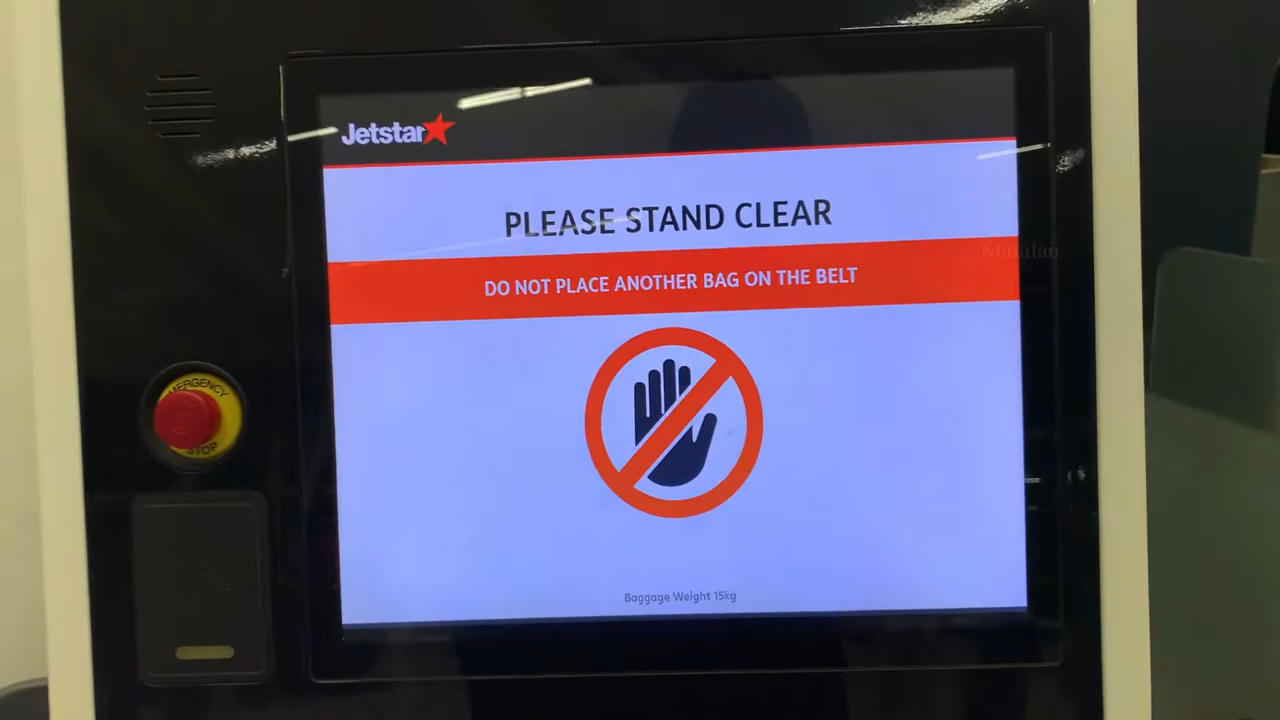 Jetstar
PLEASE STAND CLEAR
DO NOT PLACE ANOTHER BAG ON THE BELT
EMERGENCY
STOP
Baggage Weight 15kg